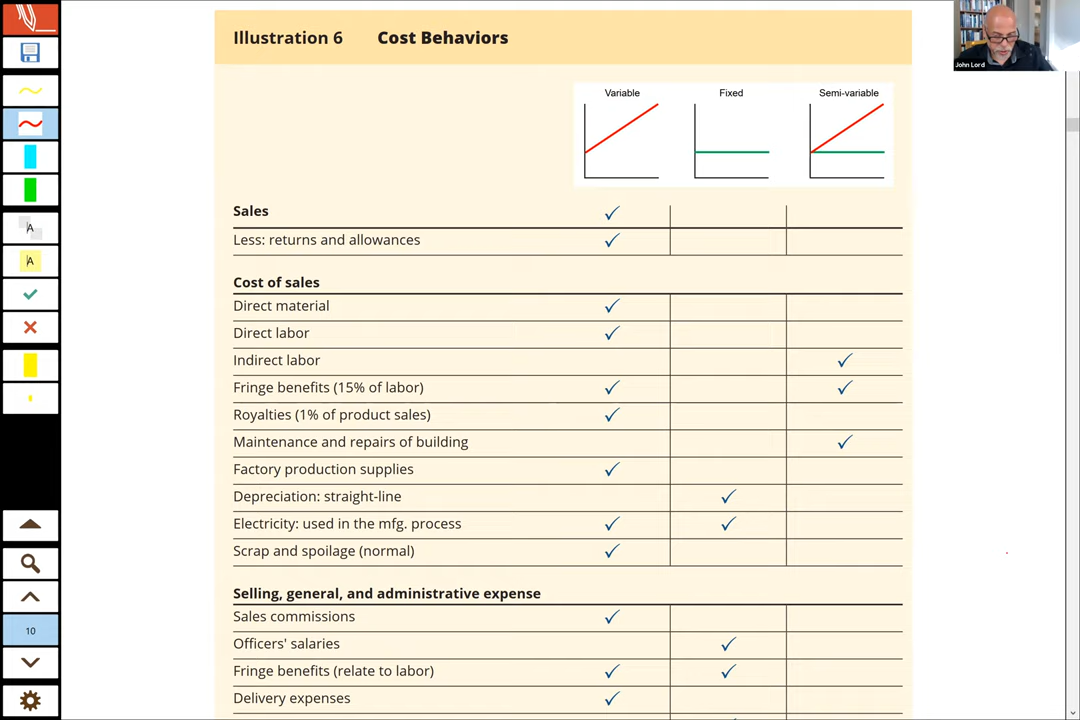 Illustration 6 Cost Behaviors
John Lord
Variable Fixed Semi-variable
Sales ✓
Less: returns and allowances ✓
Cost of sales
Direct material ✓
Direct labor ✓
Indirect labor ✓
Fringe benefits (15% of labor) ✓ ✓
Royalties (1% of product sales) ✓
Maintenance and repairs of building ✓
Factory production supplies ✓
Depreciation: straight-line ✓
Electricity: used in the mfg. process ✓ ✓
Scrap and spoilage (normal) ✓
Selling, general, and administrative expense
Sales commissions ✓
Officers' salaries ✓
Fringe benefits (relate to labor) ✓ ✓
Delivery expenses ✓
A
A
10